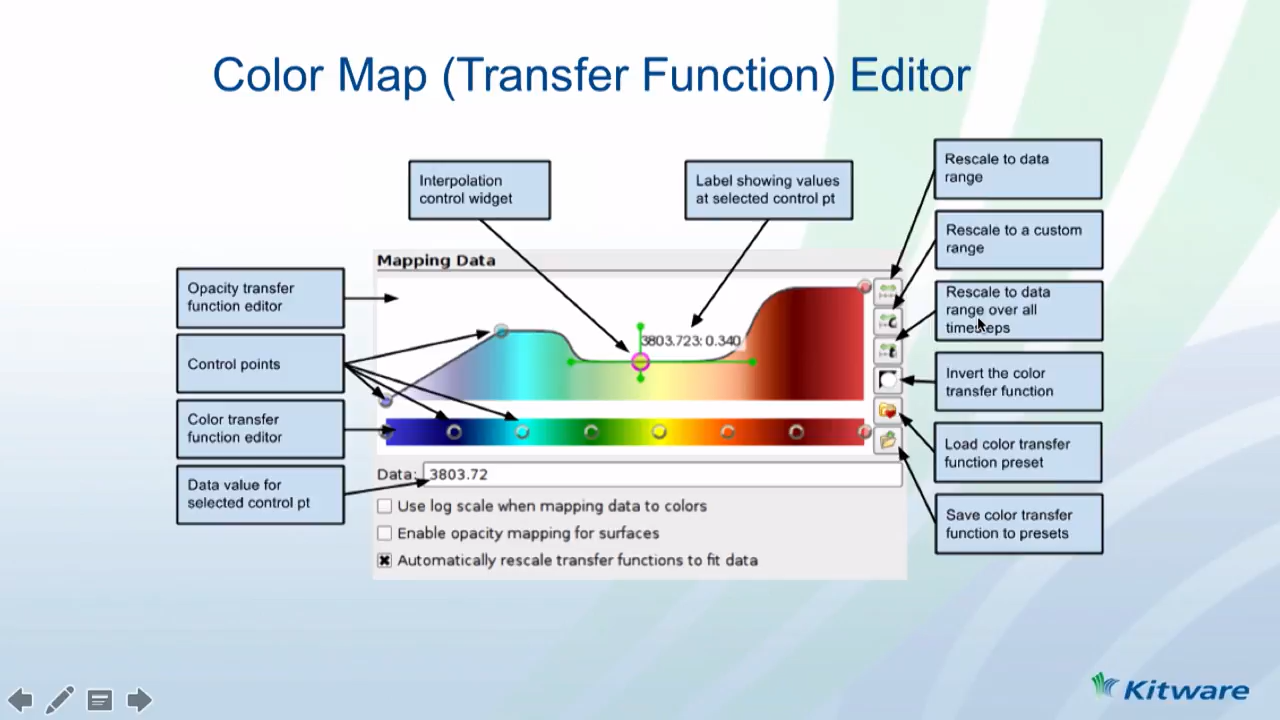 Color Map (Transfer Function) Editor
Interpolation
control widget
Label showing values
at selected control pt
Rescale to data
range
Rescale to a custom
range
Rescale to data
range over all
timesteps
Invert the color
transfer function
Load color transfer
function preset
Save color transfer
function to presets
Opacity transfer
function editor
Control points
Color transfer
function editor
Data value for
selected control pt
Mapping Data
3803.723: 0.340
Data: 3803.72
Use log scale when mapping data to colors
Enable opacity mapping for surfaces
Automatically rescale transfer functions to fit data
Kitware